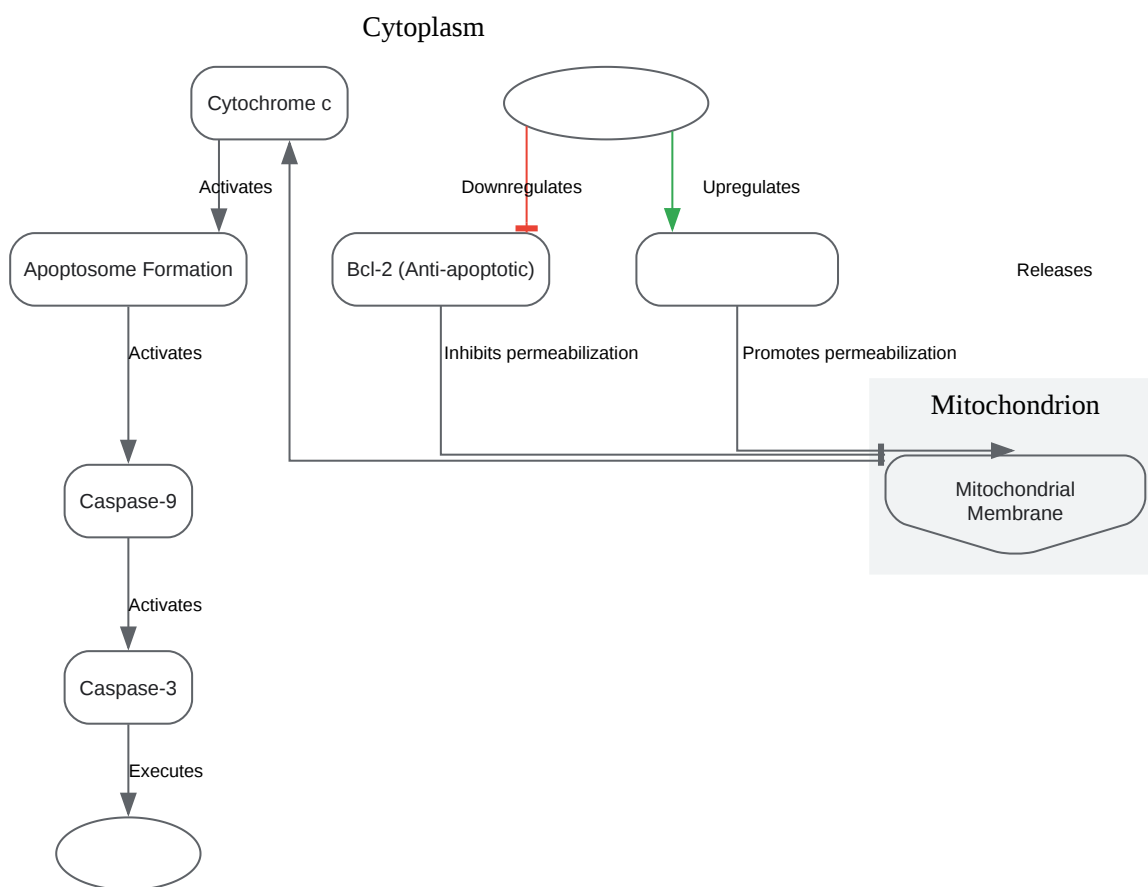 Cytoplasm
Cytochrome c
Activates
Downregulates
Upregulates
Apoptosome Formation
Bcl-2 (Anti-apoptotic)
Releases
Activates
Inhibits permeabilization
Promotes permeabilization
Mitochondrion
Mitochondrial
Membrane
Caspase-9
Activates
Caspase-3
Executes